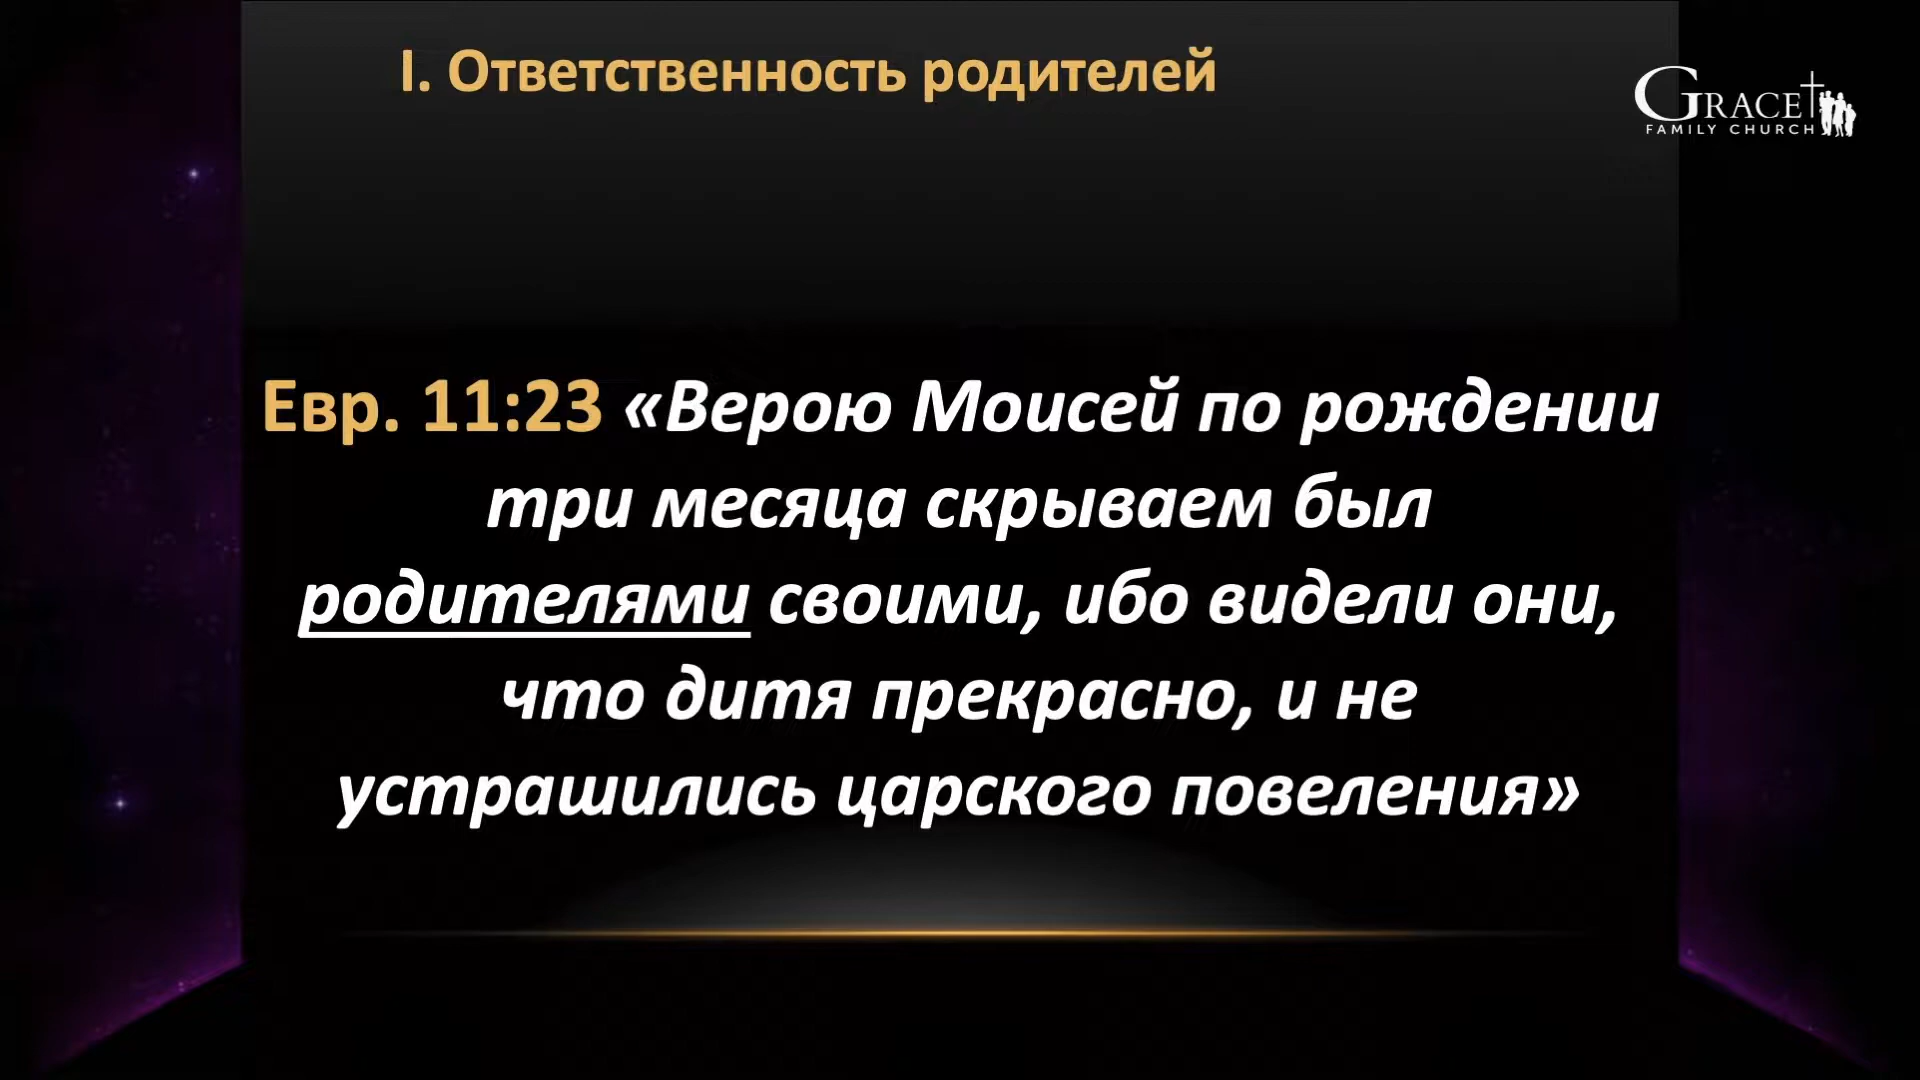 I. Ответственность родителей
GRACE
FAMILY CHURCH
Евр. 11:23 «Верою Моисей по рождении
три месяца скрываем был
родителями своими, ибо видели они,
что дитя прекрасно, и не
устрашились царского повеления»